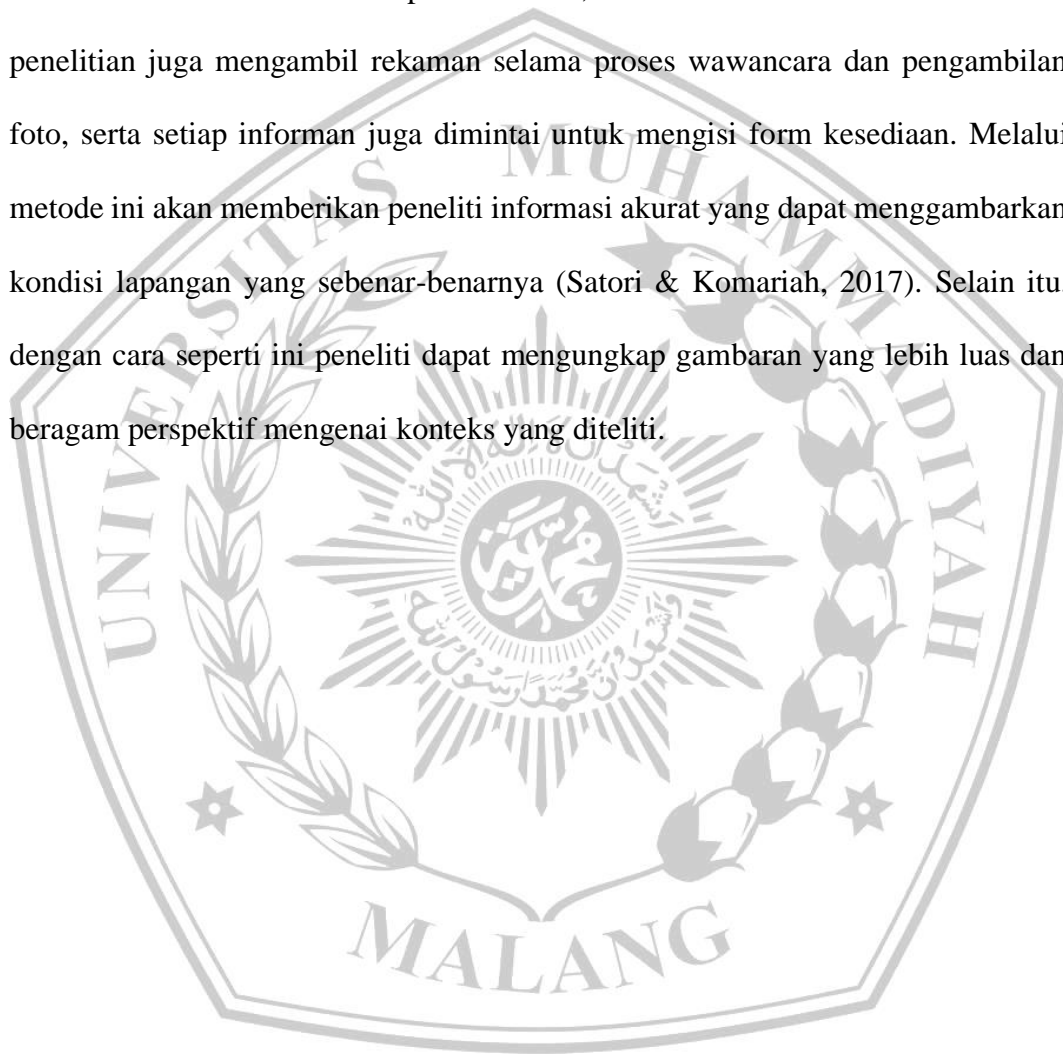 penelitian juga mengambil rekaman selama proses wawancara dan pengambilan
foto, serta setiap informan juga dimintai untuk mengisi form kesediaan. Melalui
metode ini akan memberikan peneliti informasi akurat yang dapat menggambarkan
kondisi lapangan yang sebenar-benarnya (Satori & Komariah, 2017). Selain itu
dengan cara seperti ini peneliti dapat mengungkap gambaran yang lebih luas dan
beragam perspektif mengenai konteks yang diteliti.
UNIVERSITAS MUHAMMADIYAH
MALANG